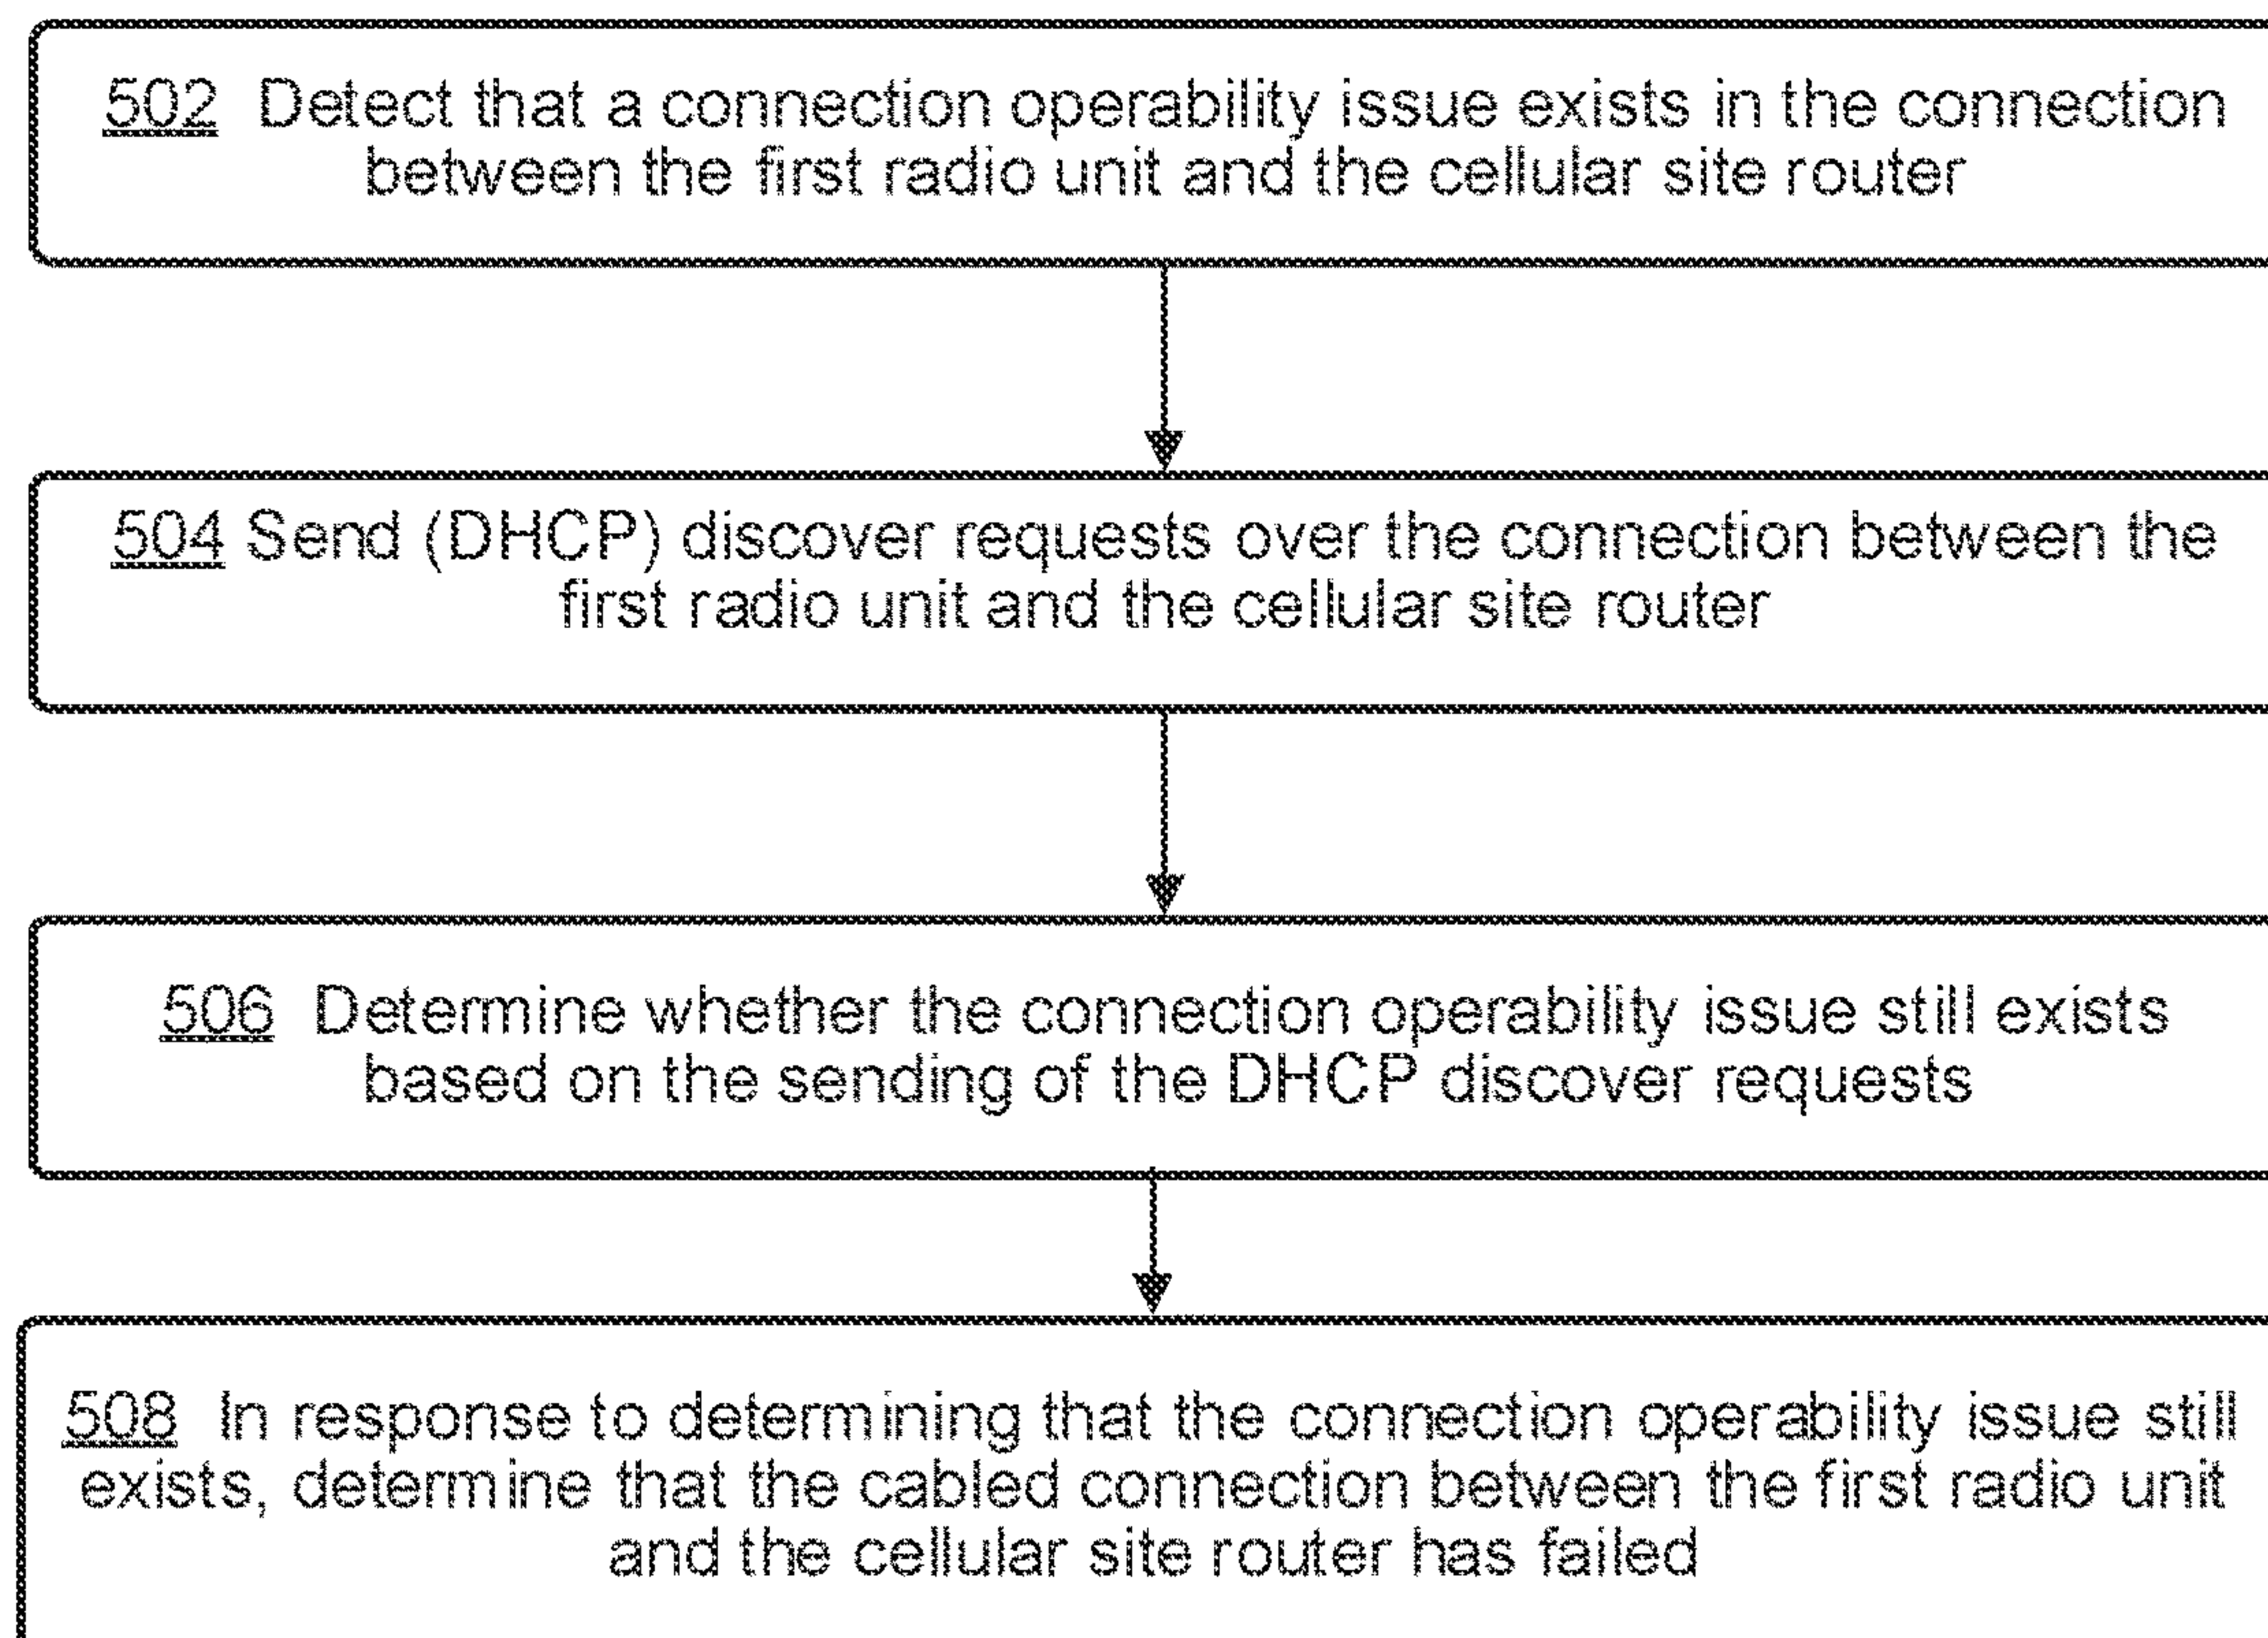 502 Detect that a connection operability issue exists in the connection
between the first radio unit and the cellular site router
504 Send (DHCP) discover requests over the connection between the
first radio unit and the cellular site router
506 Determine whether the connection operability issue still exists
based on the sending of the DHCP discover requests
508 In response to determining that the connection operability issue still
exists, determine that the cabled connection between the first radio unit
and the cellular site router has failed